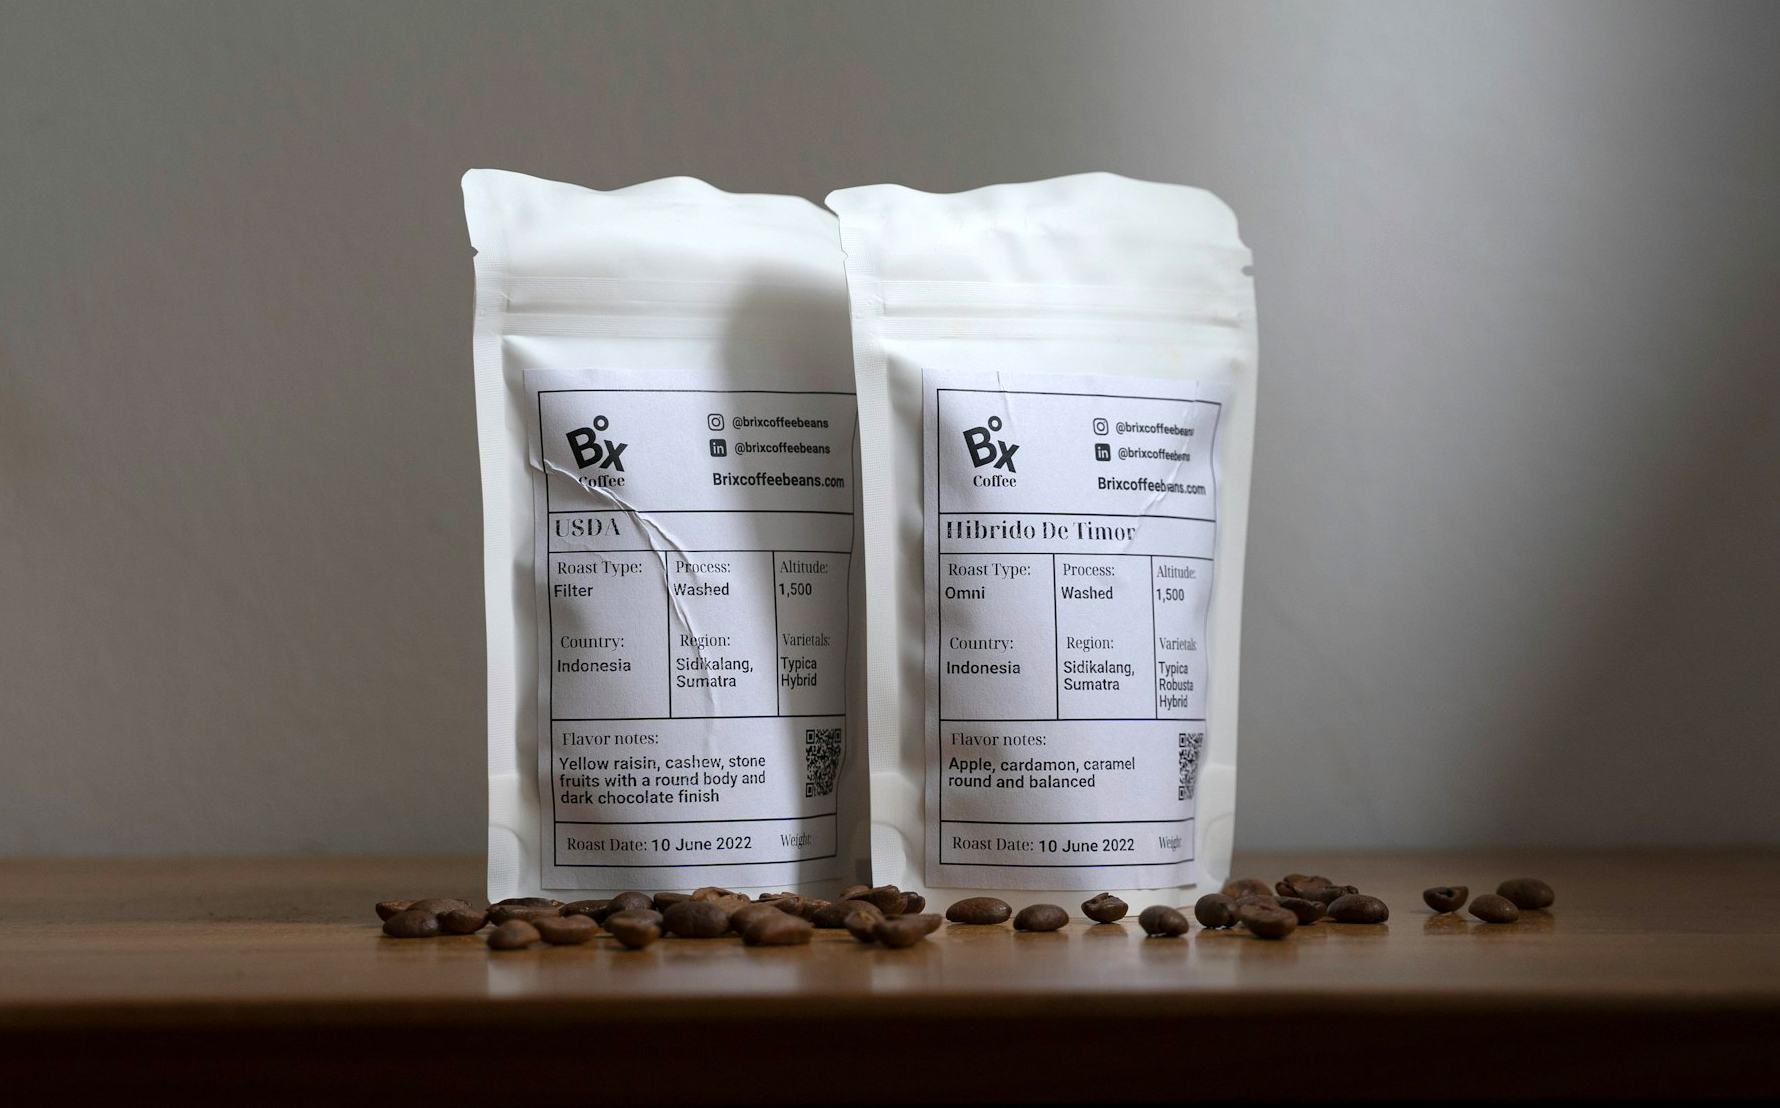 B°x
Coffee
@brixcoffeebeans
@brixcoffeebeans
Brixcoffeebeans.com
USDA
Roast Type:
Filter
Process:
Washed
Altitude:
1,500
Country:
Indonesia
Region:
Sidikalang,
Sumatra
Varietals:
Typica
Hybrid
Flavor notes:
Yellow raisin, cashew, stone
fruits with a round body and
dark chocolate finish
Roast Date: 10 June 2022
Weight:
B°x
Coffee
@brixcoffeebeans
@brixcoffeebeans
Brixcoffeebeans.com
Hibrido De Timor
Roast Type:
Omni
Process:
Washed
Altitude:
1,500
Country:
Indonesia
Region:
Sidikalang,
Sumatra
Varietals:
Typica
Robusta
Hybrid
Flavor notes:
Apple, cardamon, caramel
round and balanced
Roast Date: 10 June 2022
Weight: